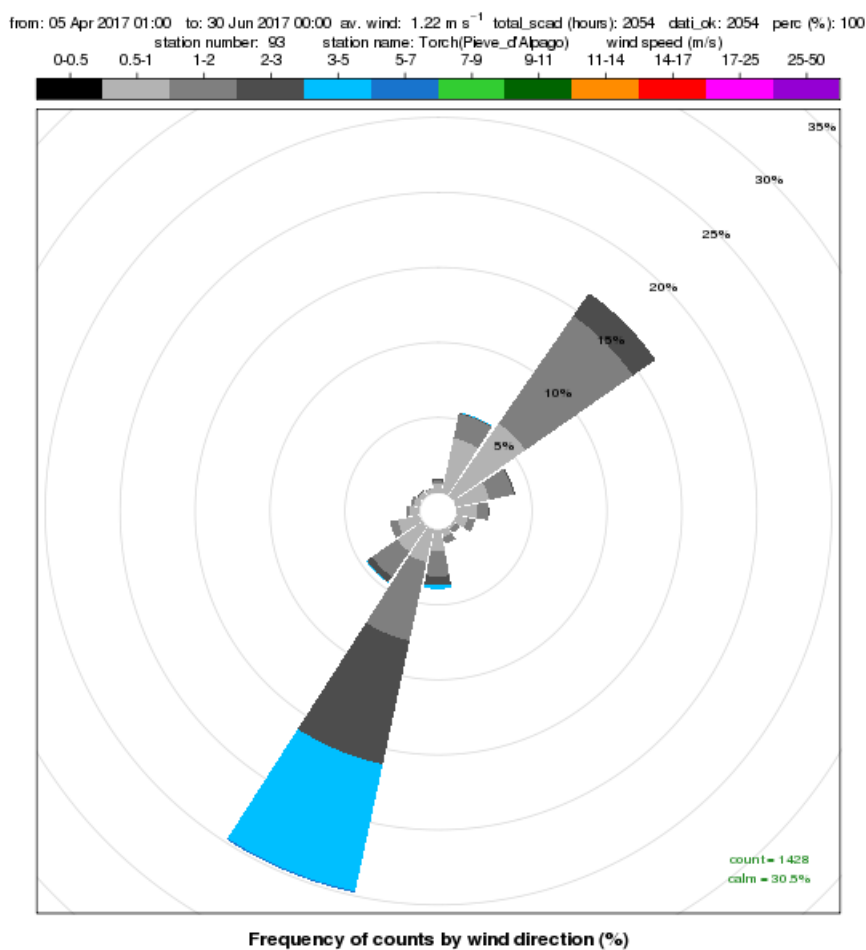 from: 05 Apr 2017 01:00 to: 30 Jun 2017 00:00 av. wind: 1.22 m s⁻¹ total_scad (hours): 2054 dati_ok: 2054 perc (%): 100
station number: 93 station name: Torch(Pieve_d'Alpago) wind speed (m/s)
0-0.5 0.5-1 1-2 2-3 3-5 5-7 7-9 9-11 11-14 14-17 17-25 25-50
35%
30%
25%
20%
15%
10%
5%
count = 1428
calm = 30.5%
Frequency of counts by wind direction (%)